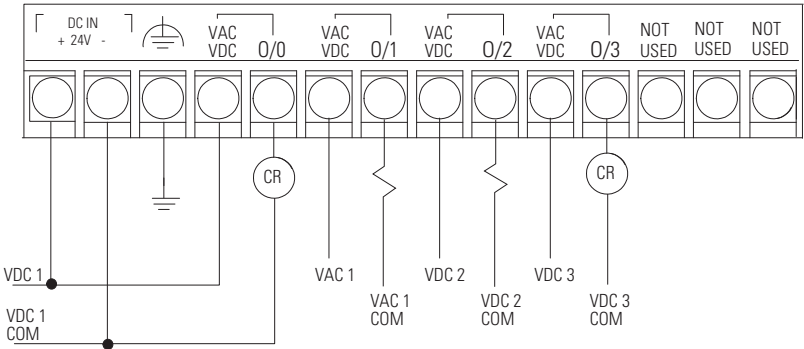 DC IN
+ 24V -
VAC
VDC
O/0
VAC
VDC
O/1
VAC
VDC
O/2
VAC
VDC
O/3
NOT
USED
NOT
USED
NOT
USED
CR
CR
VDC 1
VAC 1
VDC 2
VDC 3
VAC 1
COM
VDC 2
COM
VDC 3
COM
VDC 1
COM